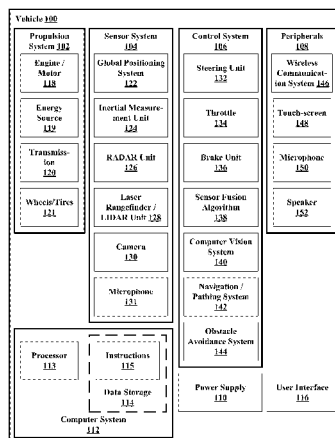 Vehicle 100
Propulsion
System 102
Engine /
Motor
118
Energy
Source
119
Transmiss-
ion
120
Wheels/Tires
121
Sensor System
104
Global Positioning
System
122
Inertial Measure-
ment Unit
124
RADAR Unit
126
Laser
Rangefinder /
LIDAR Unit 128
Camera
130
Microphone
131
Control System
106
Steering Unit
132
Throttle
134
Brake Unit
136
Sensor Fusion
Algorithm
138
Computer Vision
System
140
Navigation /
Pathing System
142
Obstacle
Avoidance System
144
Peripherals
108
Wireless
Communicat-
ion System 146
Touch-screen
148
Microphone
150
Speaker
152
Processor
113
Instructions
115
Data Storage
114
Computer System
112
Power Supply
110
User Interface
116